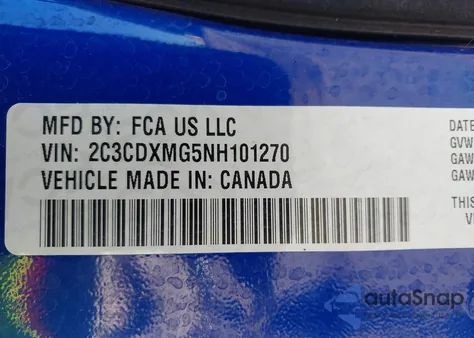 MFD BY: FCA US LLC
VIN: 2C3CDXMG5NH101270
VEHICLE MADE IN: CANADA
DATE
GVW
GAW
GAW
THIS
V
autoSnap